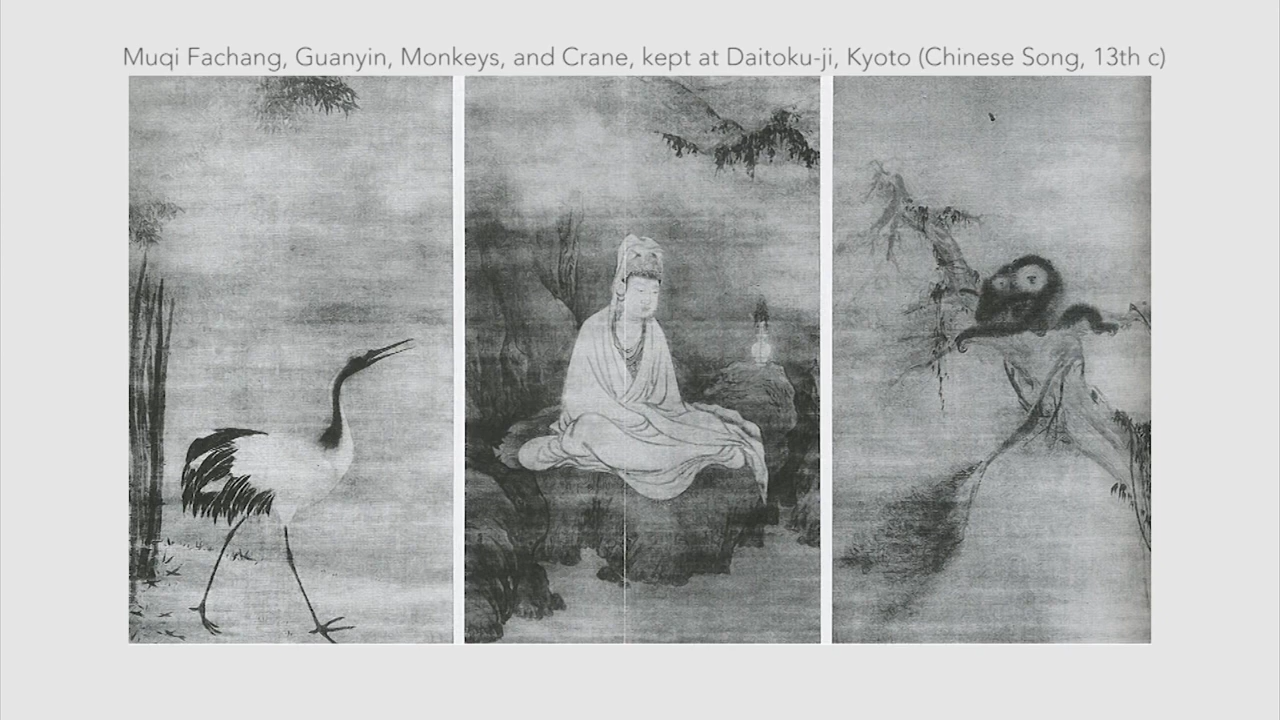 Muqi Fachang, Guanyin, Monkeys, and Crane, kept at Daitoku-ji, Kyoto (Chinese Song, 13th c)